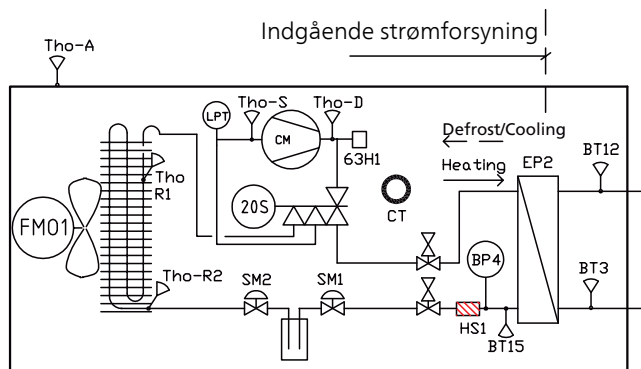 Indgående strømforsyning
Tho-A
Tho-S
Tho-D
LPT
CM
63H1
Defrost/Cooling
Heating
EP2
BT12
Tho
R1
20S
CT
FM01
BP4
Tho-R2
SM2
SM1
BT3
HS1
BT15